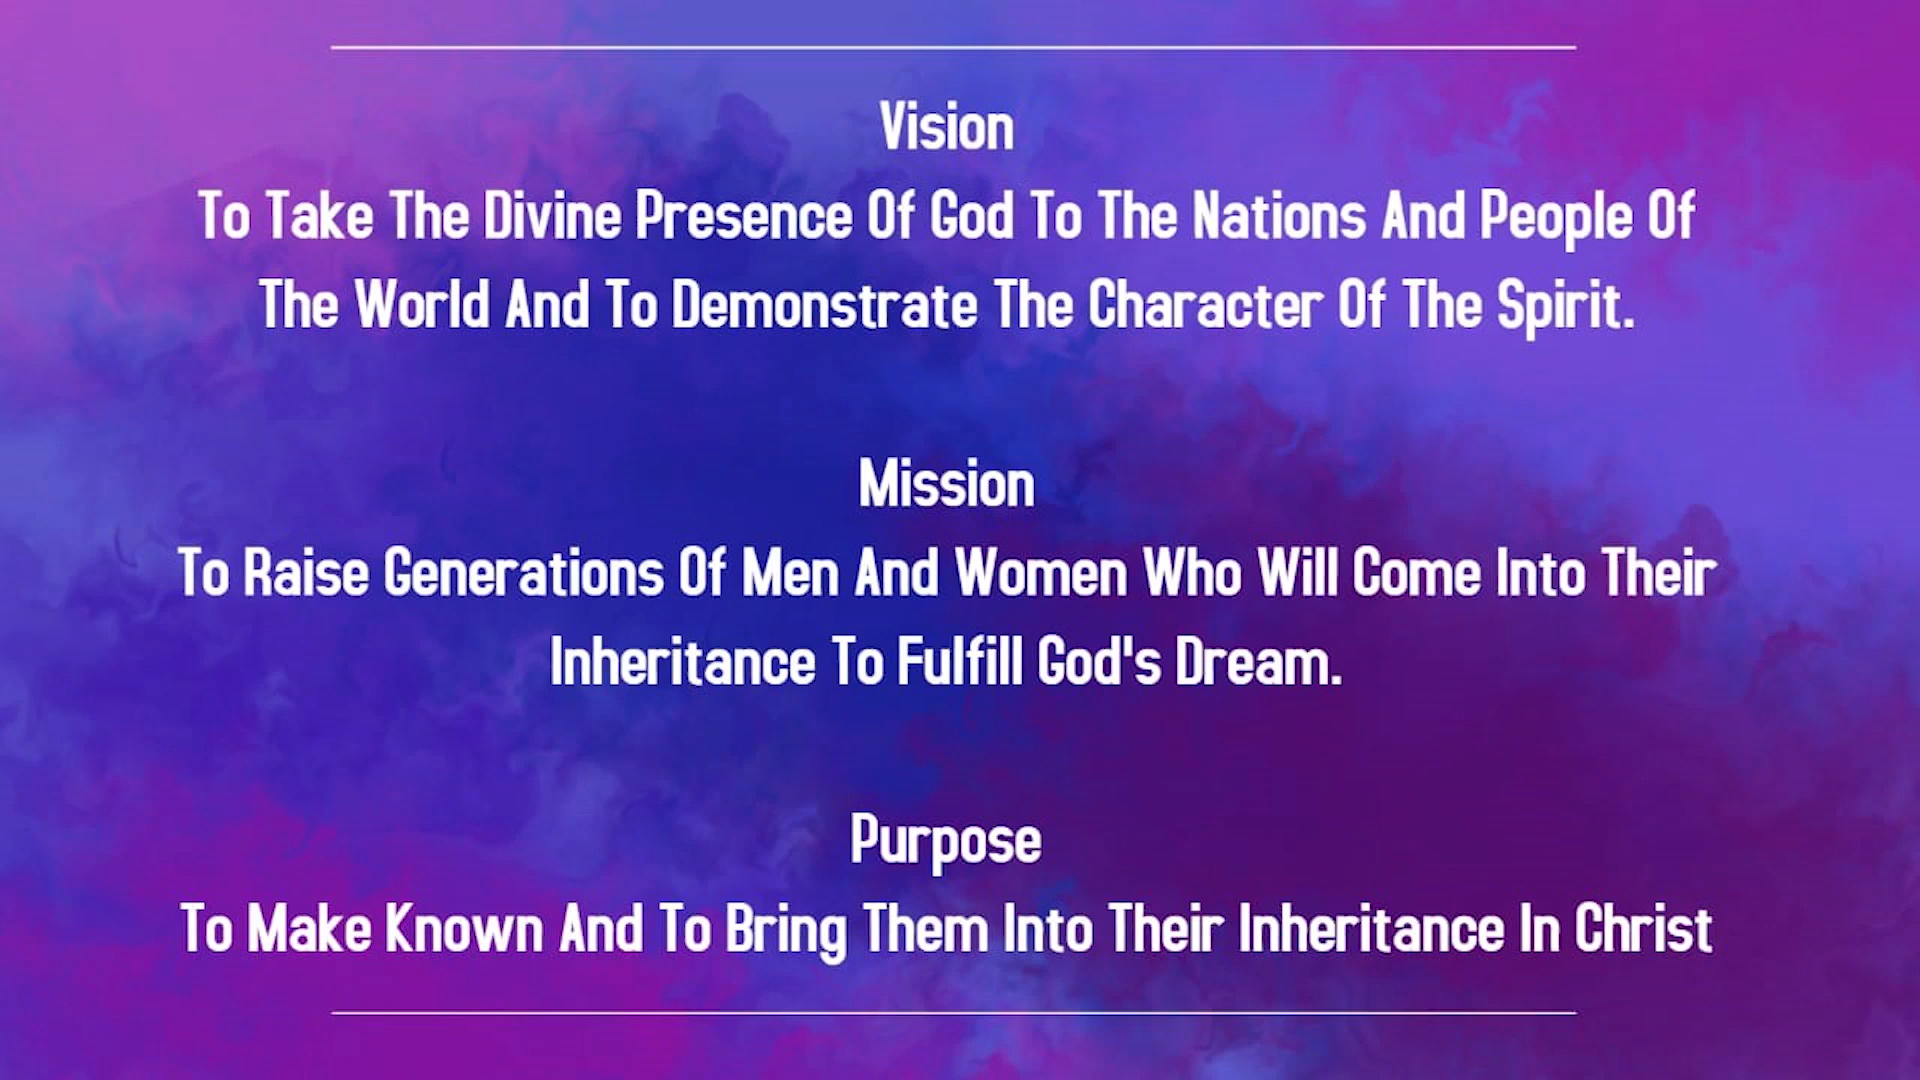 Vision
To Take The Divine Presence Of God To The Nations And People Of
The World And To Demonstrate The Character Of The Spirit.
Mission
To Raise Generations Of Men And Women Who Will Come Into Their
Inheritance To Fulfill God's Dream.
Purpose
To Make Known And To Bring Them Into Their Inheritance In Christ